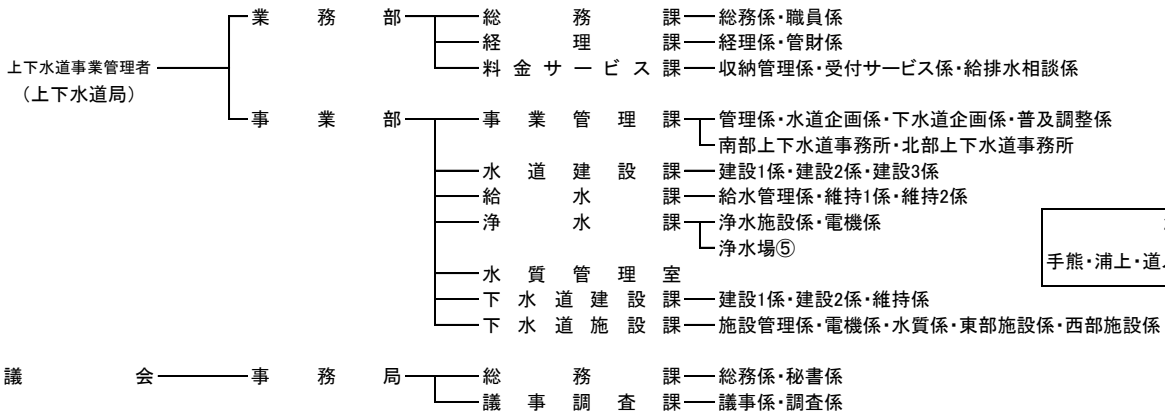 業務部 総務課 総務係・職員係
経理課 経理係・管財係
上下水道事業管理者
料金サービス課 収納管理係・受付サービス係・給排水相談係
（上下水道局）
事業部 事業管理課 管理係・水道企画係・下水道企画係・普及調整係
南部上下水道事務所・北部上下水道事務所
水道建設課 建設1係・建設2係・建設3係
給水課 給水管理係・維持1係・維持2係
浄水課 浄水施設係・電機係
浄水場⑤
手熊・浦上・道
水質管理室
下水道建設課 建設1係・建設2係・維持係
下水道施設課 施設管理係・電機係・水質係・東部施設係・西部施設係
議会 事務局 総務課 総務係・秘書係
議事調査課 議事係・調査係